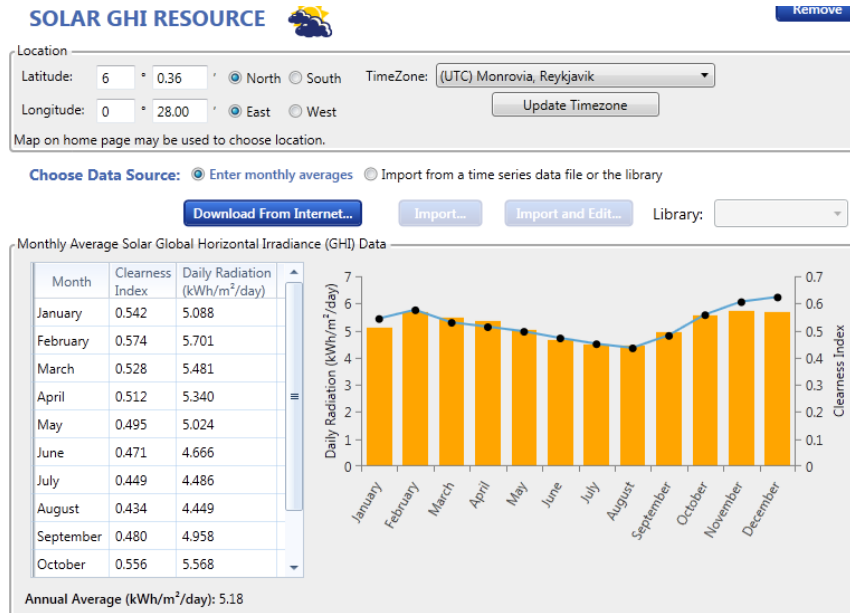 SOLAR GHI RESOURCE
Remove
Location
Latitude: 6 ° 0.36 ′ North South TimeZone: (UTC) Monrovia, Reykjavik
Longitude: 0 ° 28.00 ′ East West Update Timezone
Map on home page may be used to choose location.
Choose Data Source: Enter monthly averages Import from a time series data file or the library
Download From Internet... Import... Import and Edit... Library:
Monthly Average Solar Global Horizontal Irradiance (GHI) Data
Month Clearness Index Daily Radiation (kWh/m²/day)
January 0.542 5.088
February 0.574 5.701
March 0.528 5.481
April 0.512 5.340
May 0.495 5.024
June 0.471 4.666
July 0.449 4.486
August 0.434 4.449
September 0.480 4.958
October 0.556 5.568
Annual Average (kWh/m²/day): 5.18
Daily Radiation (kWh/m²/day)
7
6
5
4
3
2
1
0
0.7
0.6
0.5
0.4
0.3
0.2
0.1
0
Clearness Index
January
February
March
April
May
June
July
August
September
October
November
December